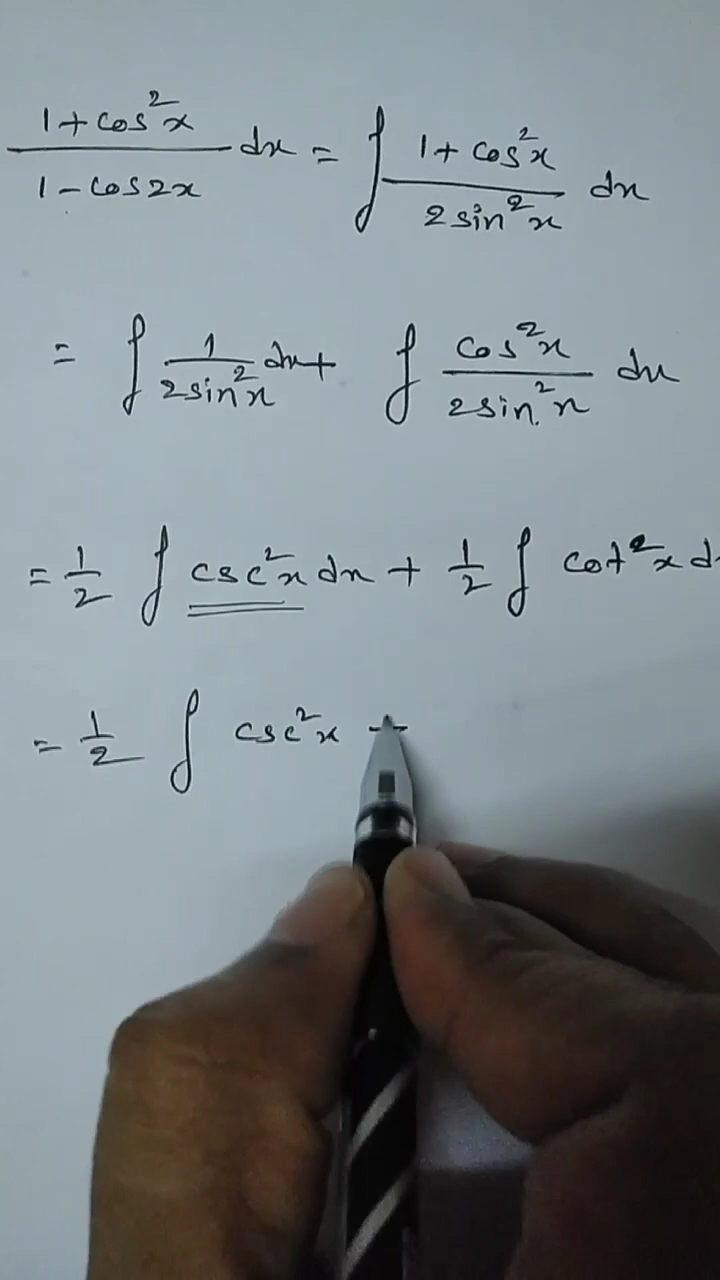 1+cos²x / 1-cos2x dx = ∫ 1+cos²x / 2sin²x dx
= ∫ 1 / 2sin²x dx + ∫ cos²x / 2sin²x dx
= 1/2 ∫ csc²x dx + 1/2 ∫ cot²x d
= 1/2 ∫ csc²x +